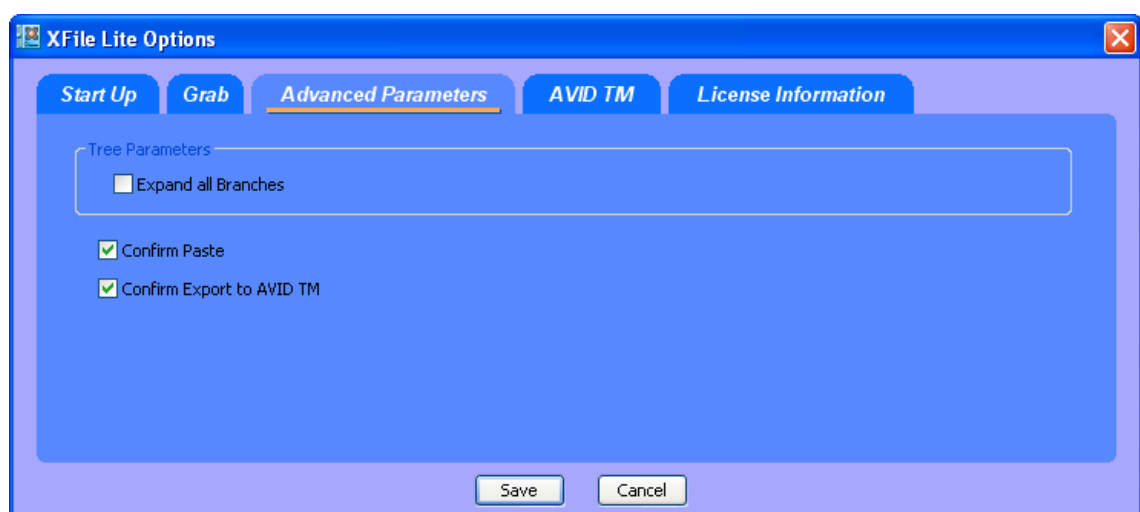 XFile Lite Options
Start Up Grab Advanced Parameters AVID TM License Information
Tree Parameters
Expand all Branches
Confirm Paste
Confirm Export to AVID TM
Save Cancel